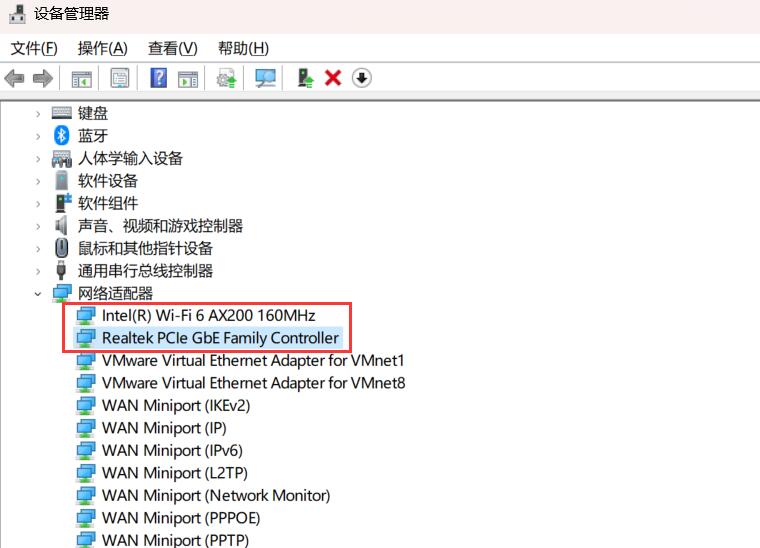 设备管理器
文件(F) 操作(A) 查看(V) 帮助(H)
键盘
蓝牙
人体学输入设备
软件设备
软件组件
声音、视频和游戏控制器
鼠标和其他指针设备
通用串行总线控制器
网络适配器
Intel(R) Wi-Fi 6 AX200 160MHz
Realtek PCIe GbE Family Controller
VMware Virtual Ethernet Adapter for VMnet1
VMware Virtual Ethernet Adapter for VMnet8
WAN Miniport (IKEv2)
WAN Miniport (IP)
WAN Miniport (IPv6)
WAN Miniport (L2TP)
WAN Miniport (Network Monitor)
WAN Miniport (PPPOE)
WAN Miniport (PPTP)